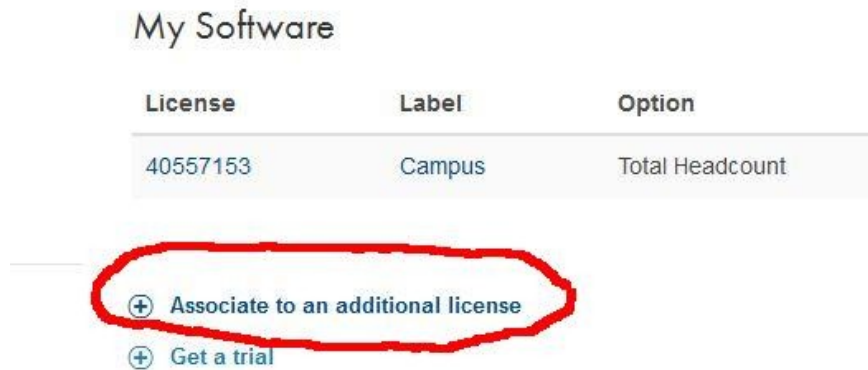 My Software
License Label Option
40557153 Campus Total Headcount
Associate to an additional license
Get a trial